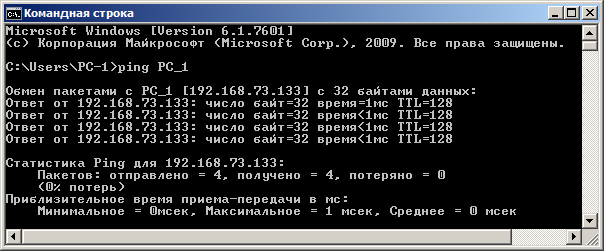 Командная строка
Microsoft Windows [Version 6.1.7601]
(c) Корпорация Майкрософт (Microsoft Corp.), 2009. Все права защищены.
C:\Users\PC-1>ping PC_1
Обмен пакетами с PC_1 [192.168.73.133] с 32 байтами данных:
Ответ от 192.168.73.133: число байт=32 время=1мс TTL=128
Ответ от 192.168.73.133: число байт=32 время<1мс TTL=128
Ответ от 192.168.73.133: число байт=32 время<1мс TTL=128
Ответ от 192.168.73.133: число байт=32 время<1мс TTL=128
Статистика Ping для 192.168.73.133:
Пакетов: отправлено = 4, получено = 4, потеряно = 0
(0% потерь)
Приблизительное время приема-передачи в мс:
Минимальное = 0мсек, Максимальное = 1 мсек, Среднее = 0 мсек